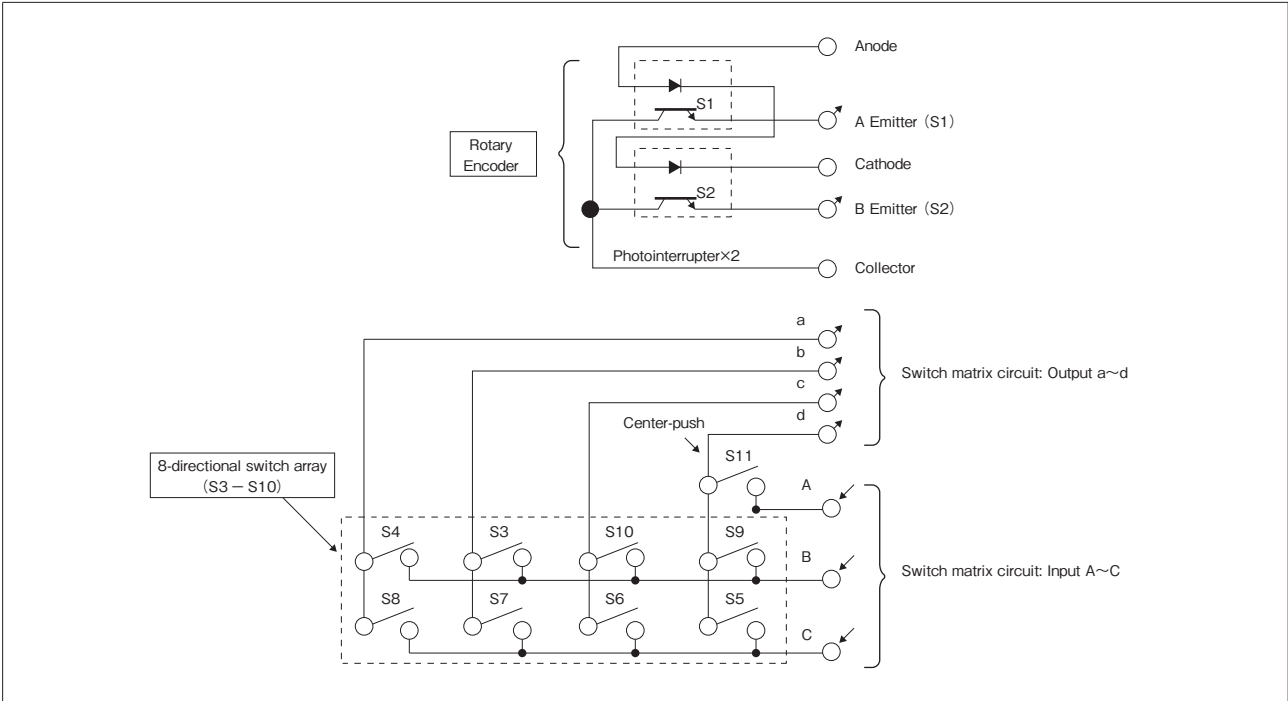 Anode
S1
A Emitter (S1)
Rotary
Encoder
Cathode
S2
B Emitter (S2)
Photointerrupter×2
Collector
a
b
Switch matrix circuit: Output a～d
c
d
Center-push
S11
8-directional switch array
(S3 － S10)
A
S4 S3 S10 S9
B
Switch matrix circuit: Input A～C
S8 S7 S6 S5
C